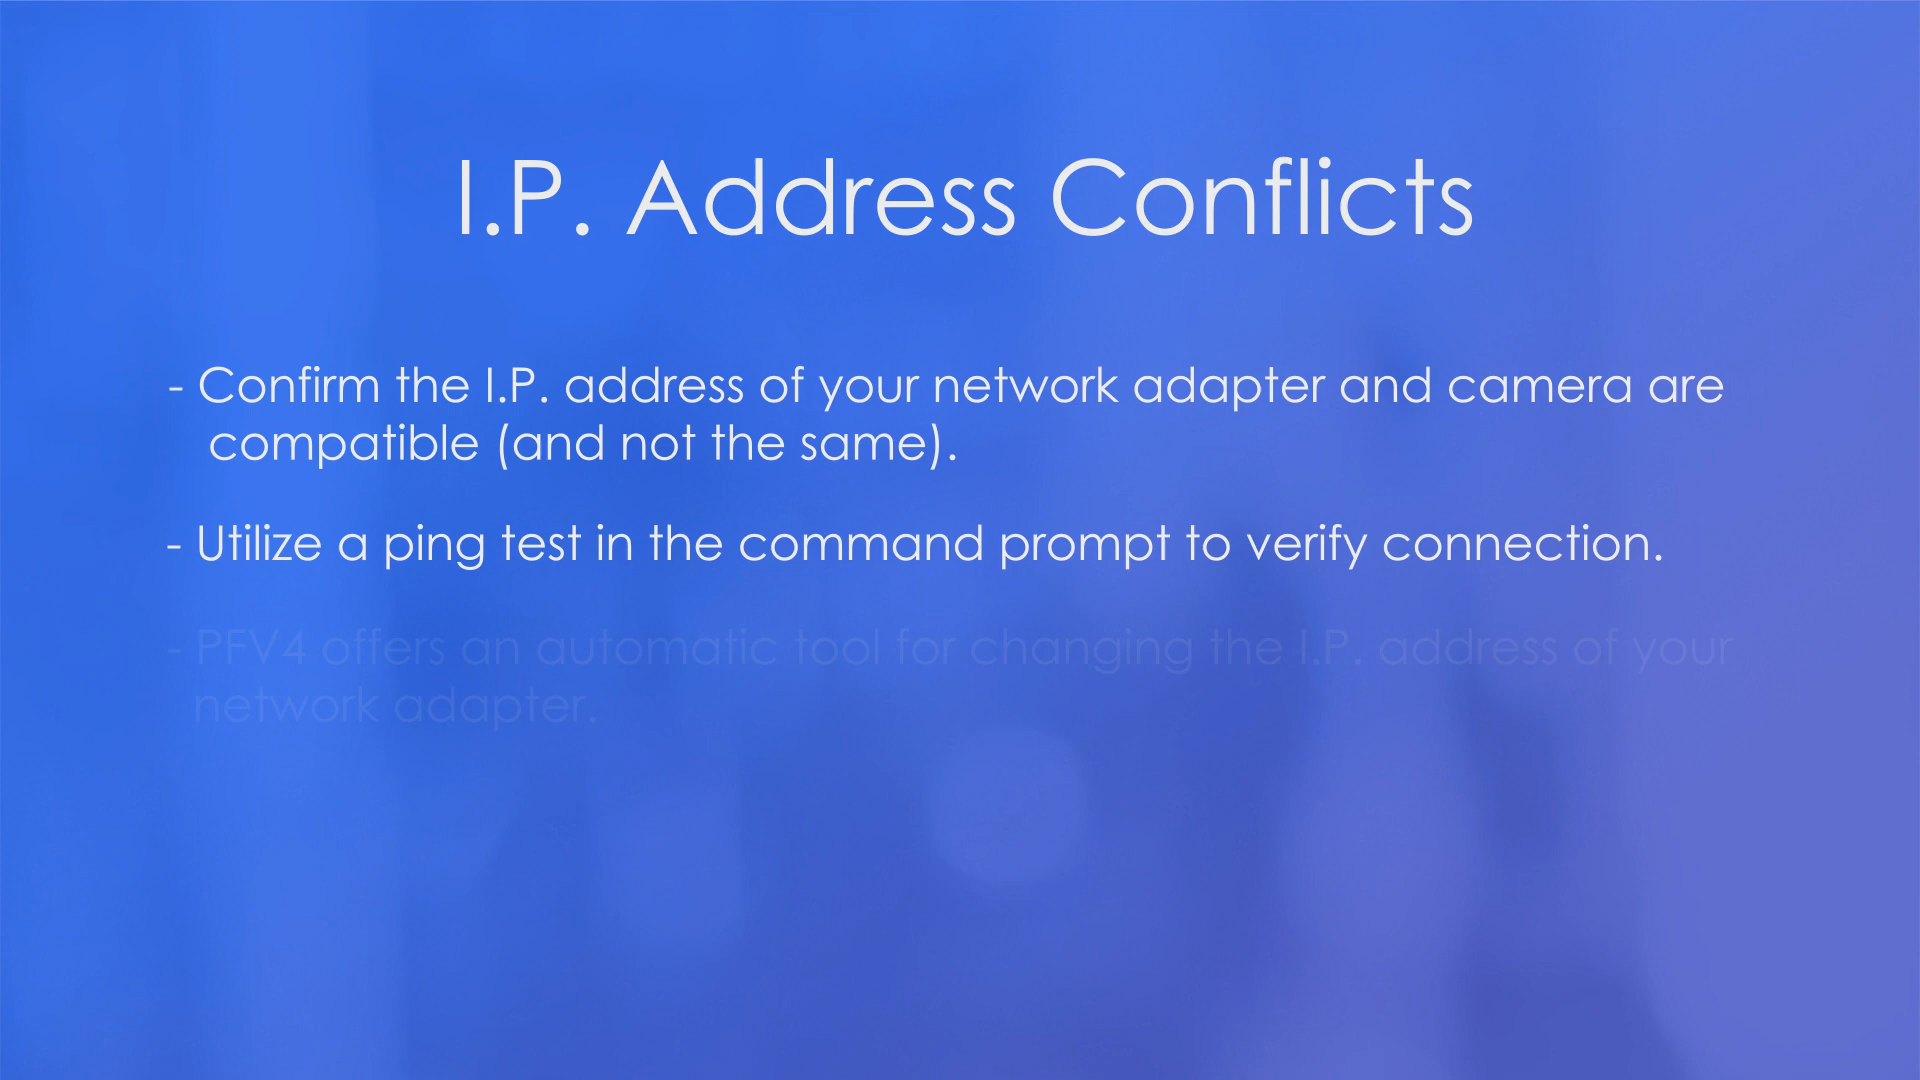 I.P. Address Conflicts
- Confirm the I.P. address of your network adapter and camera are
compatible (and not the same).
- Utilize a ping test in the command prompt to verify connection.
- PFV4 offers an automatic tool for changing the I.P. address of your
network adapter.